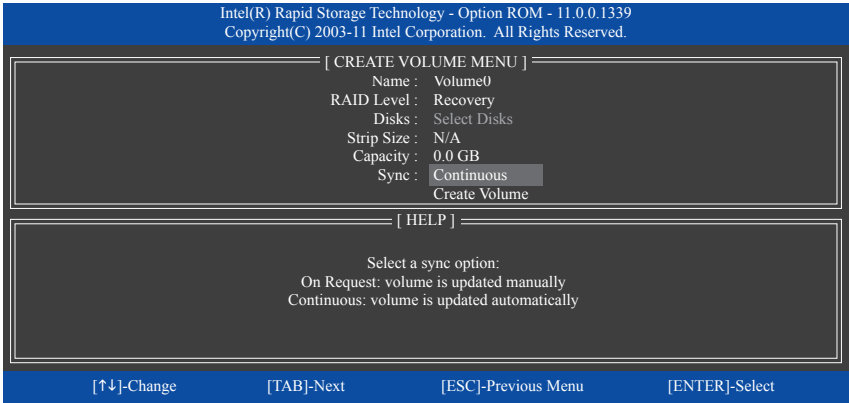 Intel(R) Rapid Storage Technology - Option ROM - 11.0.0.1339
Copyright(C) 2003-11 Intel Corporation.  All Rights Reserved.
[ CREATE VOLUME MENU ]
Name : Volume0
RAID Level : Recovery
Disks : Select Disks
Strip Size : N/A
Capacity : 0.0 GB
Sync : Continuous
Create Volume
[ HELP ]
Select a sync option:
On Request: volume is updated manually
Continuous: volume is updated automatically
[↑↓]-Change [TAB]-Next [ESC]-Previous Menu [ENTER]-Select